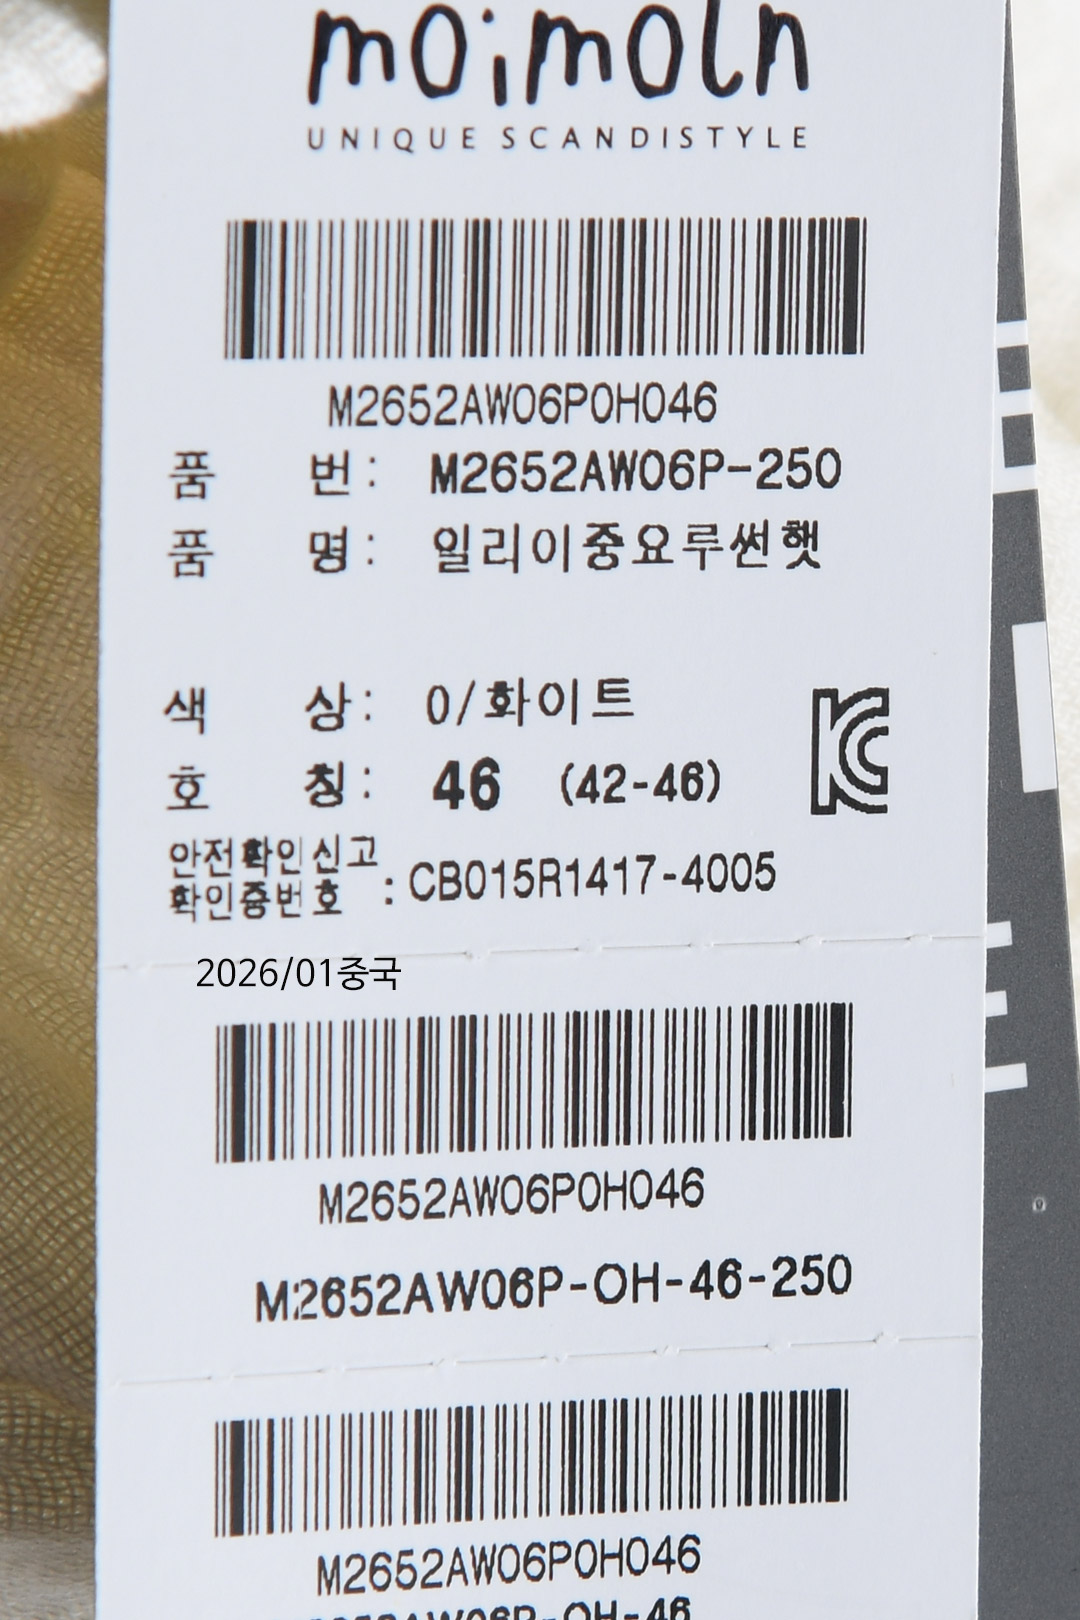 moimoln
UNIQUE SCANDISTYLE
M2652AW06P0H046
품 번 : M2652AW06P-250
품 명 : 일리이중요루썬햇
색 상 : 0/화이트
호 칭 : 46 (42-46)
안전확인신고
확인증번호 : CB015R1417-4005
2026/01중국
M2652AW06P0H046
M2652AW06P-OH-46-250
M2652AW06P0H046